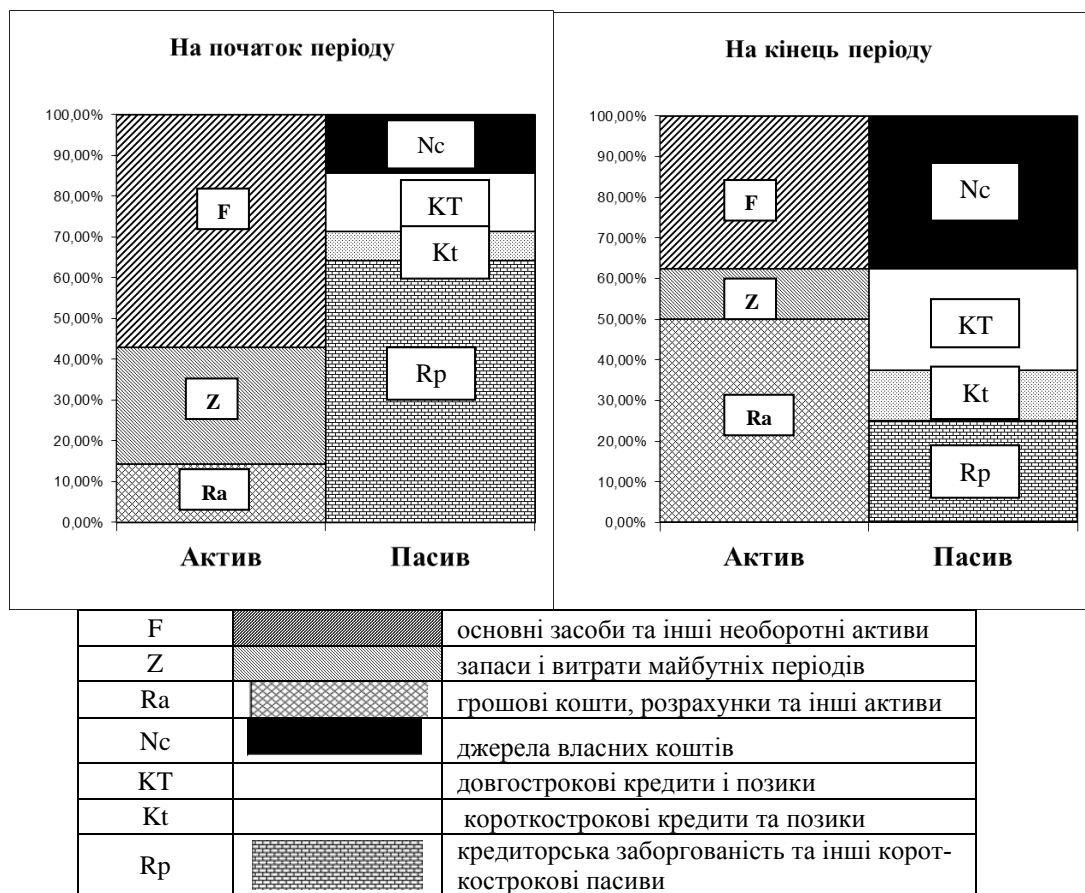 На початок періоду
100,00%
90,00%
80,00%
70,00%
60,00%
50,00%
40,00%
30,00%
20,00%
10,00%
0,00%
F
Z
Ra
Nc
KT
Kt
Rp
Актив Пасив
На кінець періоду
100,00%
90,00%
80,00%
70,00%
60,00%
50,00%
40,00%
30,00%
20,00%
10,00%
0,00%
F
Z
Ra
Nc
KT
Kt
Rp
Актив Пасив
F основні засоби та інші необоротні активи
Z запаси і витрати майбутніх періодів
Ra грошові кошти, розрахунки та інші активи
Nc джерела власних коштів
KT довгострокові кредити і позики
Kt короткострокові кредити та позики
Rp кредиторська заборгованість та інші корот-
кострокові пасиви